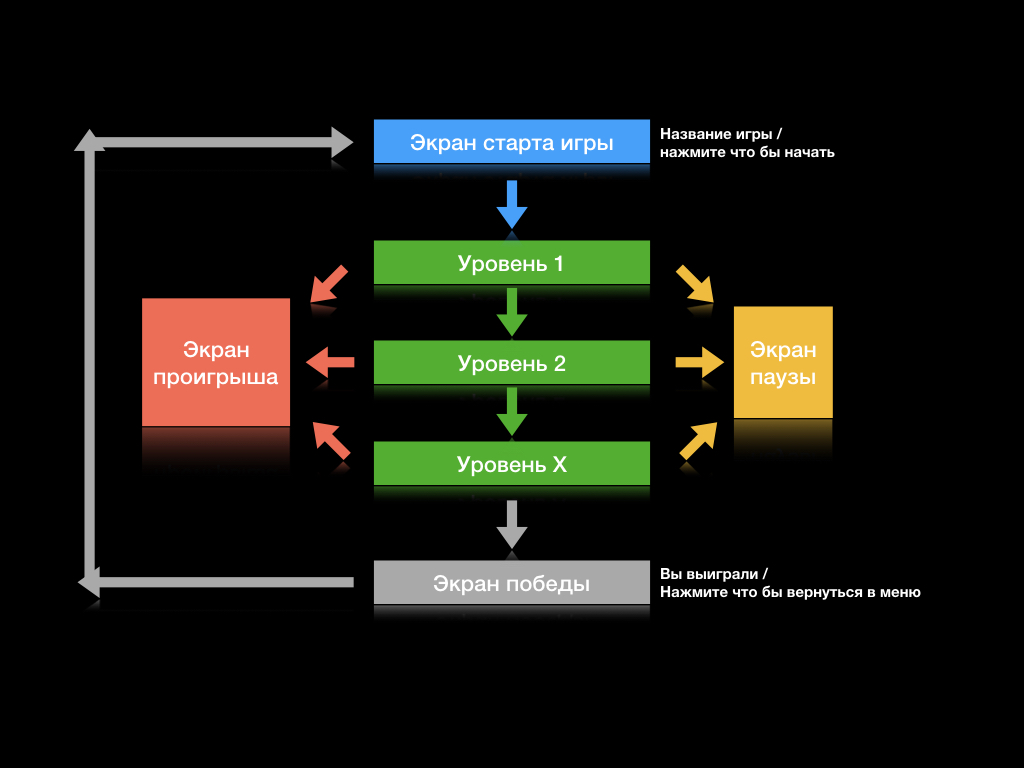 Экран старта игры
Название игры /
нажмите что бы начать
Уровень 1
Экран
проигрыша
Уровень 2
Экран
паузы
Уровень X
Экран победы
Вы выиграли /
Нажмите что бы вернуться в меню